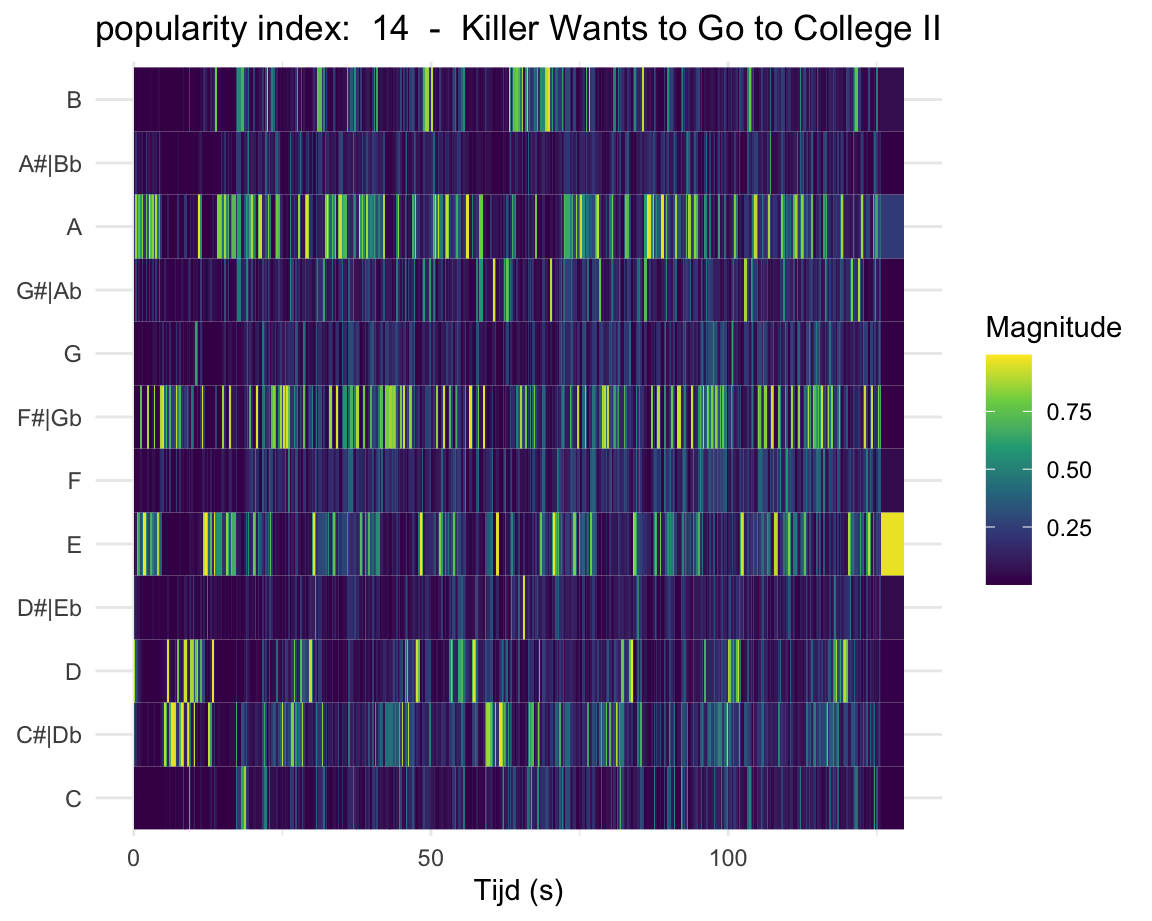 popularity index:  14  -  Killer Wants to Go to College II
B
A#|Bb
A
G#|Ab
G
F#|Gb
F
E
D#|Eb
D
C#|Db
C
0 50 100
Tijd (s)
Magnitude
0.75
0.50
0.25